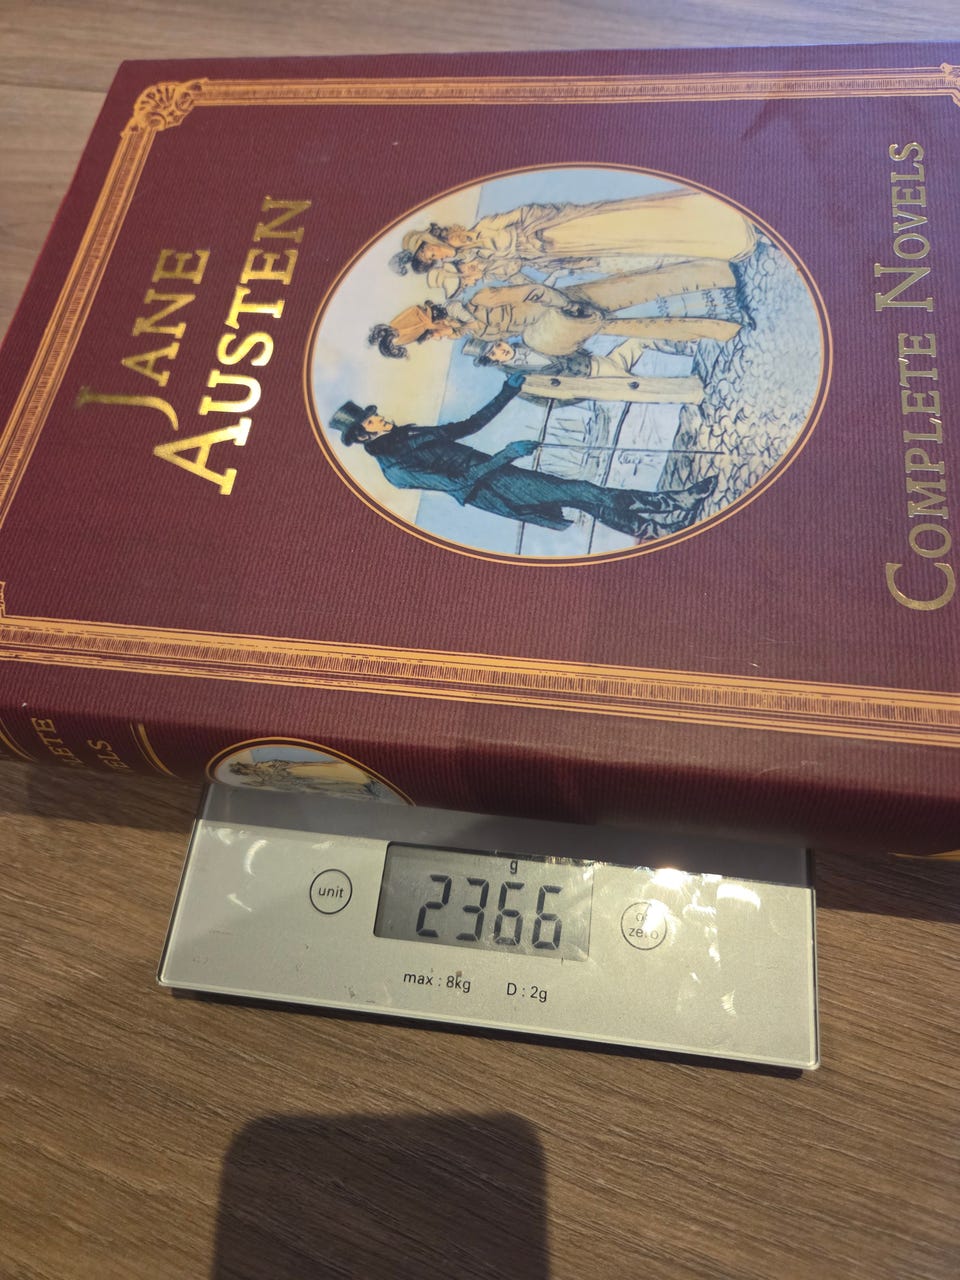 JANE
AUSTEN
COMPLETE NOVELS
g
2366
unit
zero
max : 8kg
D : 2g